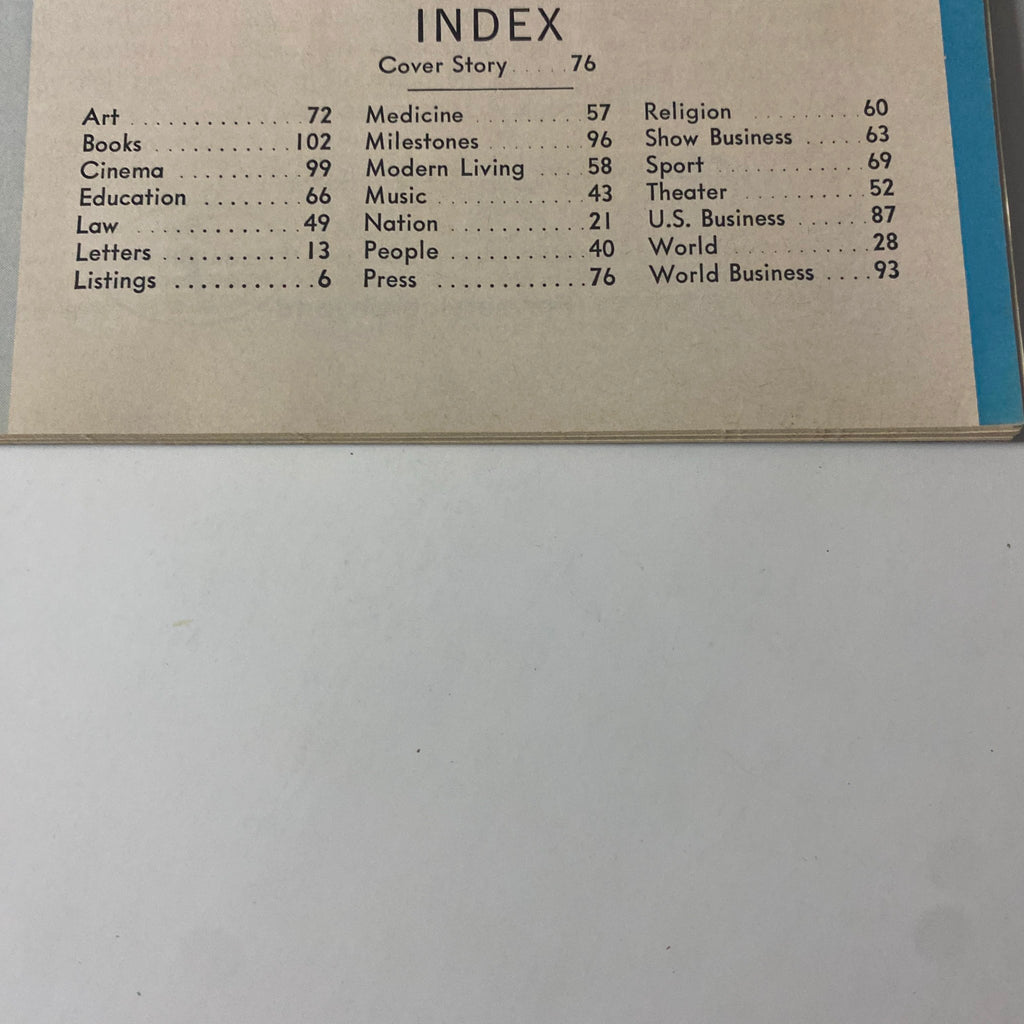 INDEX
Cover Story.....76
Art .............72
Books ...........102
Cinema ..........99
Education ........66
Law .............49
Letters ...........13
Listings ...........6
Medicine .........57
Milestones ........96
Modern Living ....58
Music ............43
Nation ...........21
People ...........40
Press ............76
Religion .........60
Show Business .....63
Sport ............69
Theater ..........52
U.S. Business ......87
World ...........28
World Business ....93